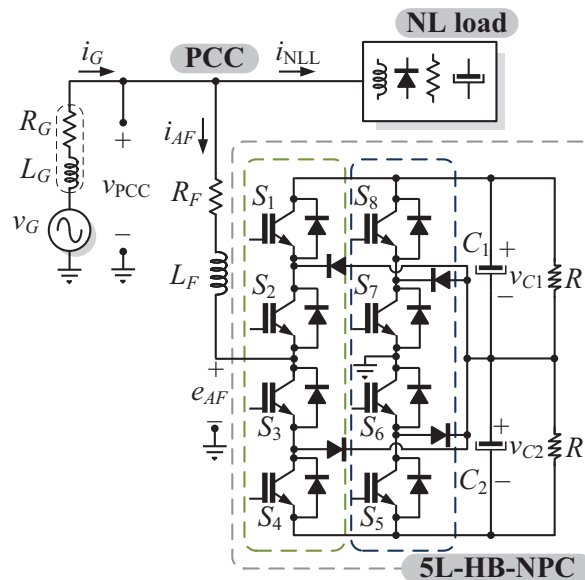 NL load
i_G
PCC
i_NLL
R_G
i_AF
L_G
v_PCC
R_F
v_G
L_F
S_1
S_8
C_1
v_C1
R
S_2
S_7
e_AF
S_3
S_6
v_C2
R
C_2
S_4
S_5
5L-HB-NPC